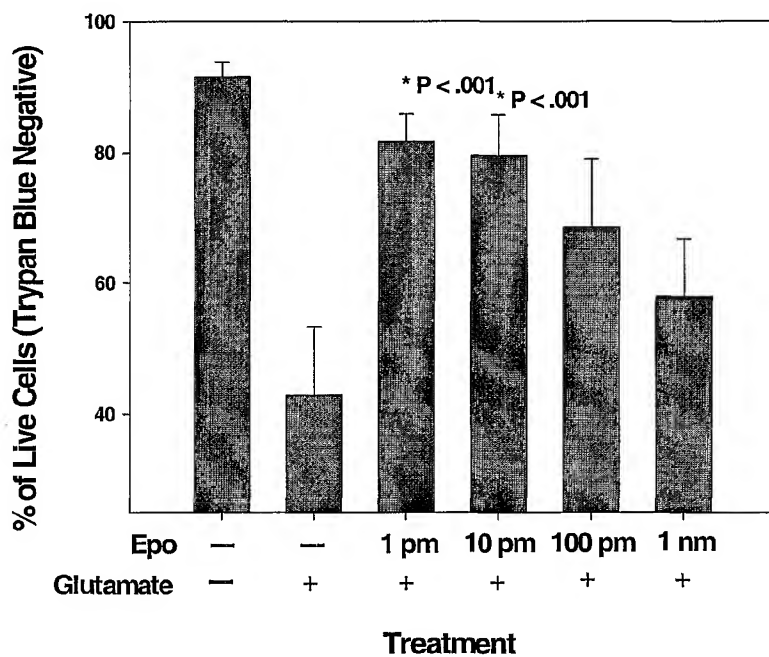 % of Live Cells (Trypan Blue Negative)
100
80
60
40
* P < .001
* P < .001
Epo — — 1 pm 10 pm 100 pm 1 nm
Glutamate — + + + + +
Treatment